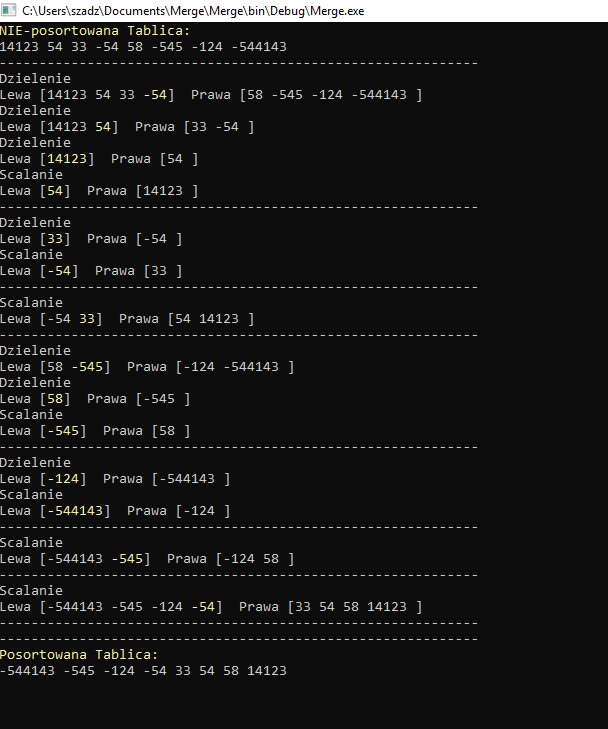 C:\Users\szadz\Documents\Merge\Merge\bin\Debug\Merge.exe
NIE-posortowana Tablica:
14123 54 33 -54 58 -545 -124 -544143
------------------------------------------------------------
Dzielenie
Lewa [14123 54 33 -54]  Prawa [58 -545 -124 -544143 ]
Dzielenie
Lewa [14123 54]  Prawa [33 -54 ]
Dzielenie
Lewa [14123]  Prawa [54 ]
Scalanie
Lewa [54]  Prawa [14123 ]
------------------------------------------------------------
Dzielenie
Lewa [33]  Prawa [-54 ]
Scalanie
Lewa [-54]  Prawa [33 ]
------------------------------------------------------------
Scalanie
Lewa [-54 33]  Prawa [54 14123 ]
------------------------------------------------------------
Dzielenie
Lewa [58 -545]  Prawa [-124 -544143 ]
Dzielenie
Lewa [58]  Prawa [-545 ]
Scalanie
Lewa [-545]  Prawa [58 ]
------------------------------------------------------------
Dzielenie
Lewa [-124]  Prawa [-544143 ]
Scalanie
Lewa [-544143]  Prawa [-124 ]
------------------------------------------------------------
Scalanie
Lewa [-544143 -545]  Prawa [-124 58 ]
------------------------------------------------------------
Scalanie
Lewa [-544143 -545 -124 -54]  Prawa [33 54 58 14123 ]
------------------------------------------------------------
------------------------------------------------------------
Posortowana Tablica:
-544143 -545 -124 -54 33 54 58 14123